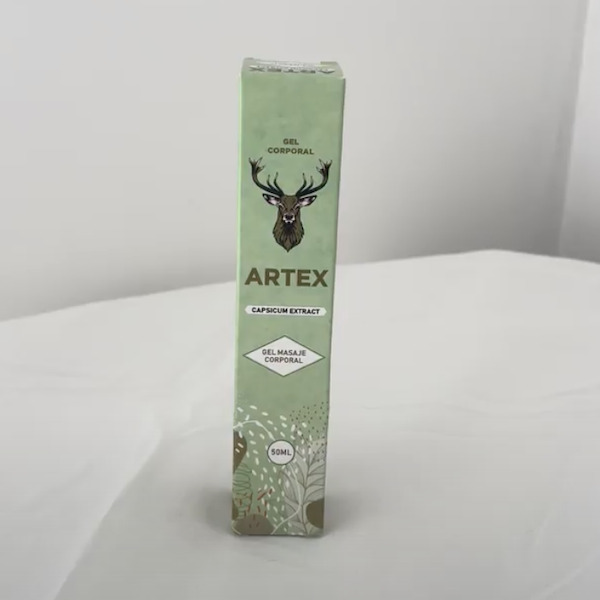 GEL
CORPORAL
ARTEX
CAPSICUM EXTRACT
GEL MASAJE
CORPORAL
50ML